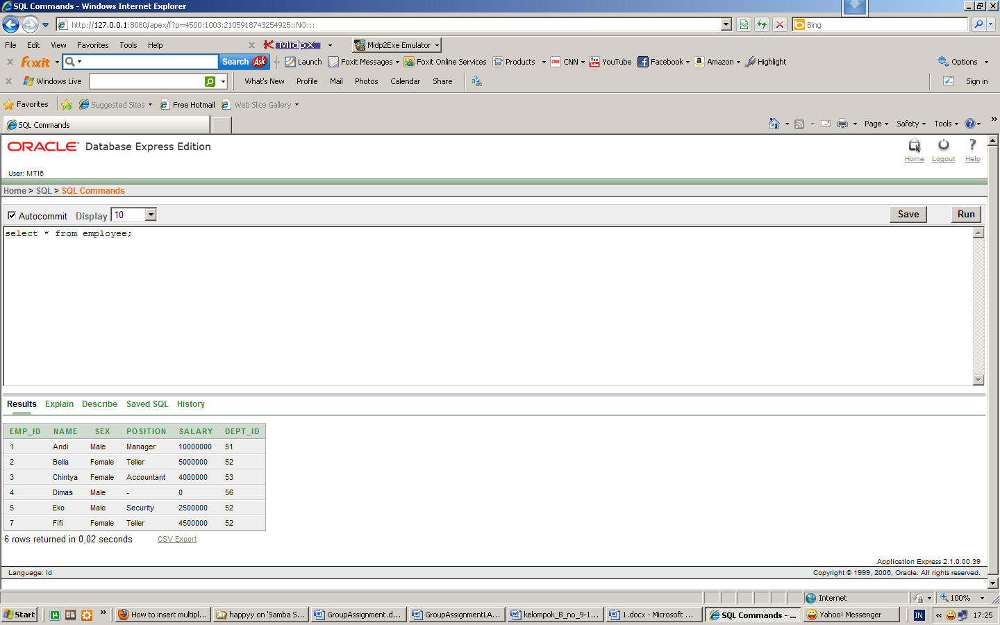 SQL Commands - Windows Internet Explorer
http://127.0.0.1:8080/apex/f?p=4500:1003:2105918743254925::NO:::
Bing
File Edit View Favorites Tools Help
MidpX
Midp2Exe Emulator
Foxit Search Ask Launch Foxit Messages Foxit Online Services Products CNN YouTube Facebook Amazon Highlight Options
Windows Live What's New Profile Mail Photos Calendar Share Sign in
Favorites Suggested Sites Free Hotmail Web Slice Gallery
SQL Commands Page Safety Tools
ORACLE Database Express Edition
Home Logout Help
User: MTI5
Home > SQL > SQL Commands
Autocommit Display 10 Save Run
select * from employee;
Results Explain Describe Saved SQL History
EMP_ID NAME SEX POSITION SALARY DEPT_ID
1 Andi Male Manager 10000000 51
2 Bella Female Teller 5000000 52
3 Chintya Female Accountant 4000000 53
4 Dimas Male - 0 56
5 Eko Male Security 2500000 52
7 Fifi Female Teller 4500000 52
6 rows returned in 0,02 seconds CSV Export
Application Express 2.1.0.00.39
Language: id Copyright © 1999, 2006, Oracle. All rights reserved.
Internet 100%
Start How to insert multipl... happyy on 'Samba S... GroupAssignment.d... GroupAssignmentLA... kelompok_B_no_9-1... 1.docx - Microsoft ... SQL Commands - ... Yahoo! Messenger IN 17:25